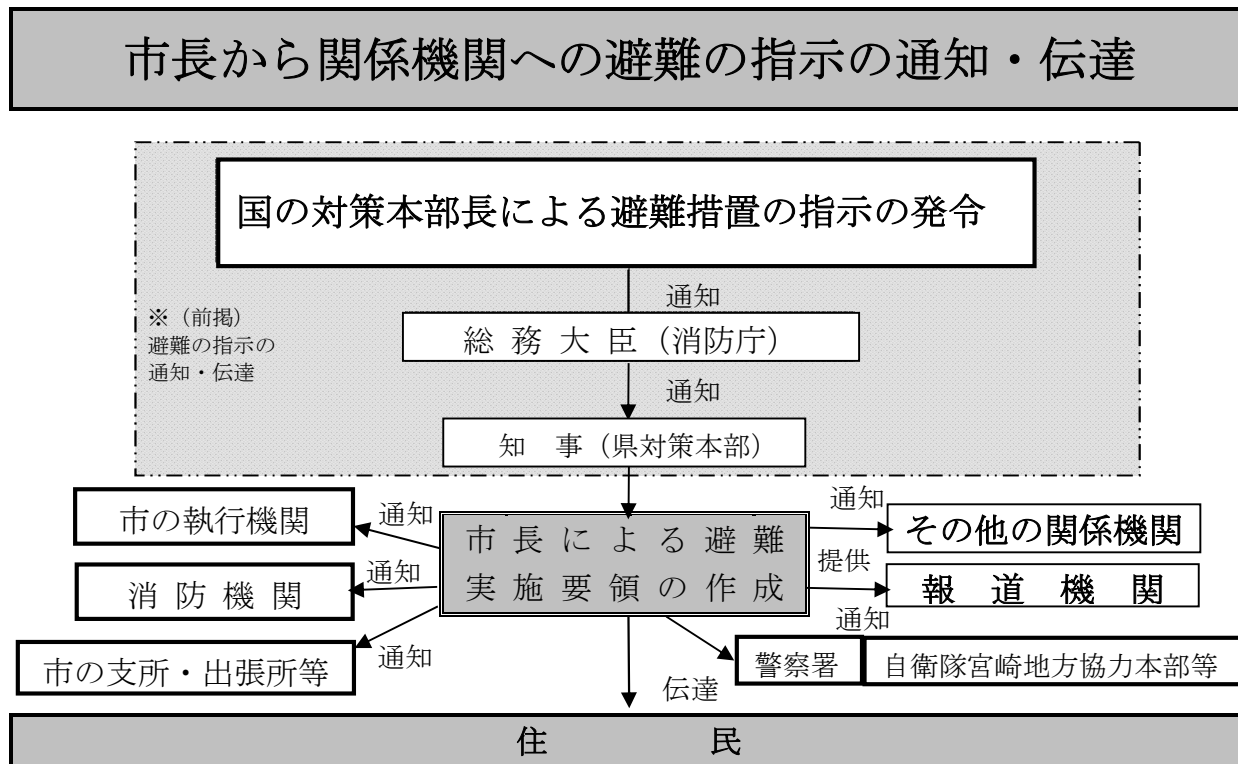 市長から関係機関への避難の指示の通知・伝達
国の対策本部長による避難措置の指示の発令
通知
※（前掲）
避難の指示の
通知・伝達
総務大臣（消防庁）
通知
知　事（県対策本部）
市の執行機関
通知
通知
その他の関係機関
市長による避難
実施要領の作成
消防機関
通知
提供
報道機関
市の支所・出張所等
通知
通知
警察署
自衛隊宮崎地方協力本部等
伝達
住　民